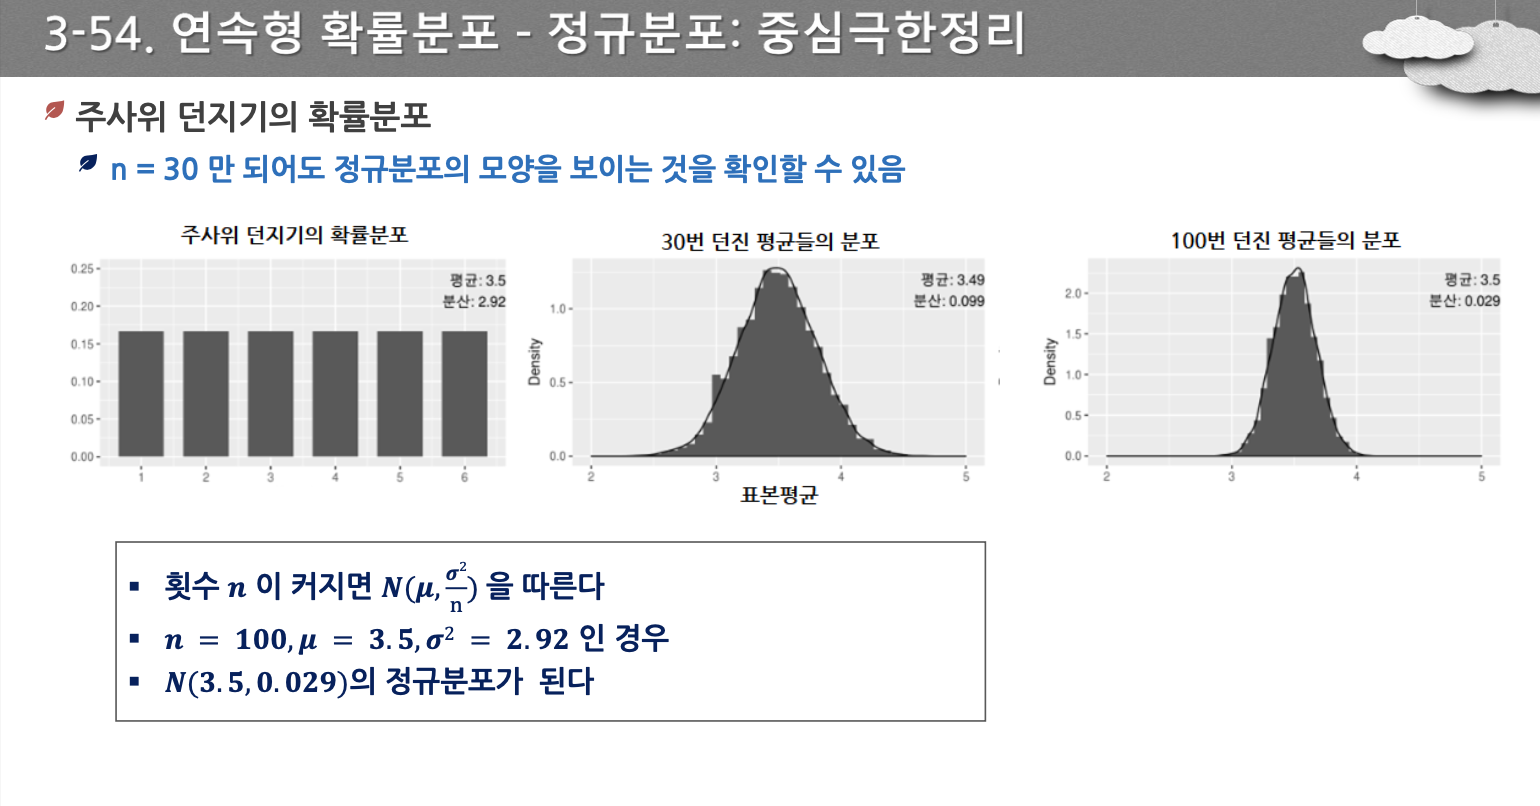 3-54. 연속형 확률분포 - 정규분포: 중심극한정리
주사위 던지기의 확률분포
n = 30 만 되어도 정규분포의 모양을 보이는 것을 확인할 수 있음
주사위 던지기의 확률분포
평균: 3.5
분산: 2.92
0.25
0.20
0.15
0.10
0.05
0.00
1 2 3 4 5 6
30번 던진 평균들의 분포
평균: 3.49
분산: 0.099
Density
1.0
0.5
0.0
2 3 4 5
표본평균
100번 던진 평균들의 분포
평균: 3.5
분산: 0.029
Density
2.0
1.5
1.0
0.5
0.0
2 3 4 5
▪ 횟수 n 이 커지면 N(μ, σ²/n) 을 따른다
▪ n = 100, μ = 3.5, σ² = 2.92 인 경우
▪ N(3.5, 0.029)의 정규분포가 된다